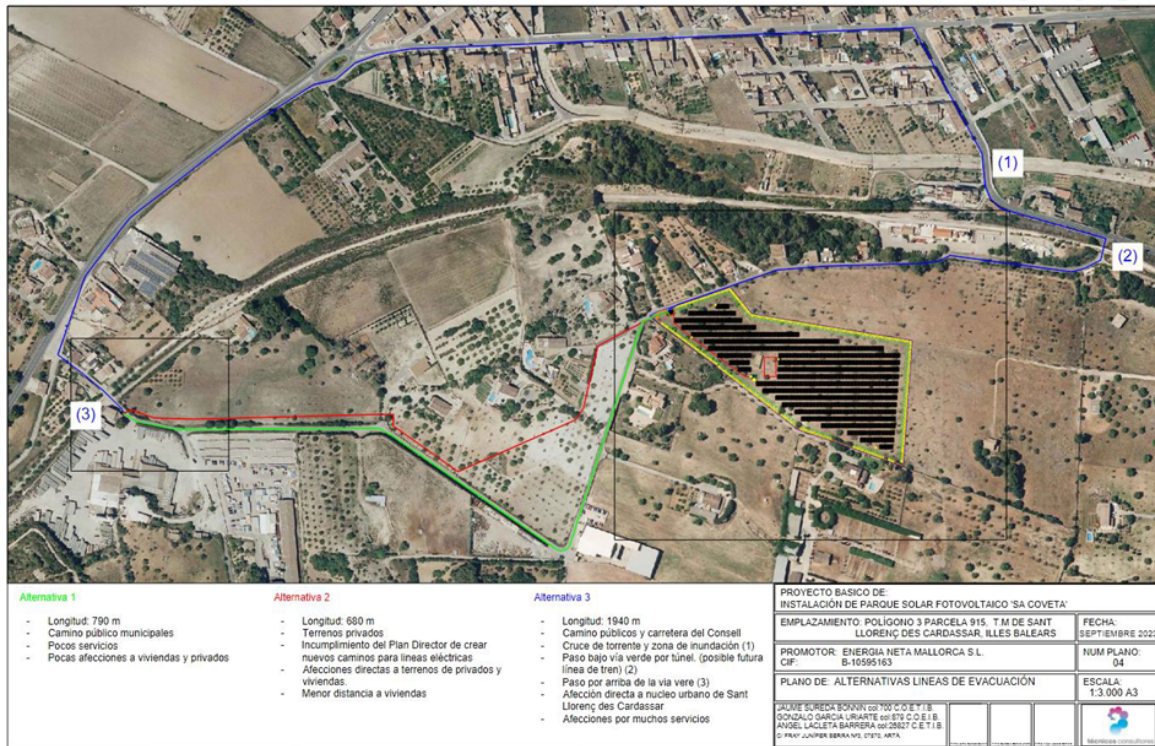 (1)
(2)
(3)
Alternativa 1
- Longitud: 790 m
- Camino público municipales
- Pocos servicios
- Pocas afecciones a viviendas y privados
Alternativa 2
- Longitud: 680 m
- Terrenos privados
- Incumplimiento del Plan Director de crear
nuevos caminos para lineas eléctricas
- Afecciones directas a terrenos de privados y
viviendas.
- Menor distancia a viviendas
Alternativa 3
- Longitud: 1940 m
- Camino públicos y carretera del Consell
- Cruce de torrente y zona de inundación (1)
- Paso bajo vía verde por túnel. (posible futura
línea de tren) (2)
- Paso por arriba de la via vere (3)
- Afección directa a nucleo urbano de Sant
Llorenç des Cardassar
- Afecciones por muchos servicios
PROYECTO BASICO DE:
INSTALACIÓN DE PARQUE SOLAR FOTOVOLTAICO 'SA COVETA'
EMPLAZAMIENTO: POLÍGONO 3 PARCELA 915, T.M DE SANT
LLORENÇ DES CARDASSAR, ILLES BALEARS
FECHA:
SEPTIEMBRE
PROMOTOR: ENERGIA NETA MALLORCA S.L.
CIF: B-10595163
NUM PLANO:
04
PLANO DE: ALTERNATIVAS LINEAS DE EVACUACIÓN
ESCALA:
1:3.000 A3
JAUME SUREDA BONNIN col:700 C.O.E.T.I.B.
GONZALO GARCIA URIARTE col:879 C.O.E.I.B.
ANGEL LACLETA BARRERA col:26827 C.E.T.I.B.
C/ FRAY JUNÍPER SERRA Nº3, 07570, ARTÀ
técnicos consultores